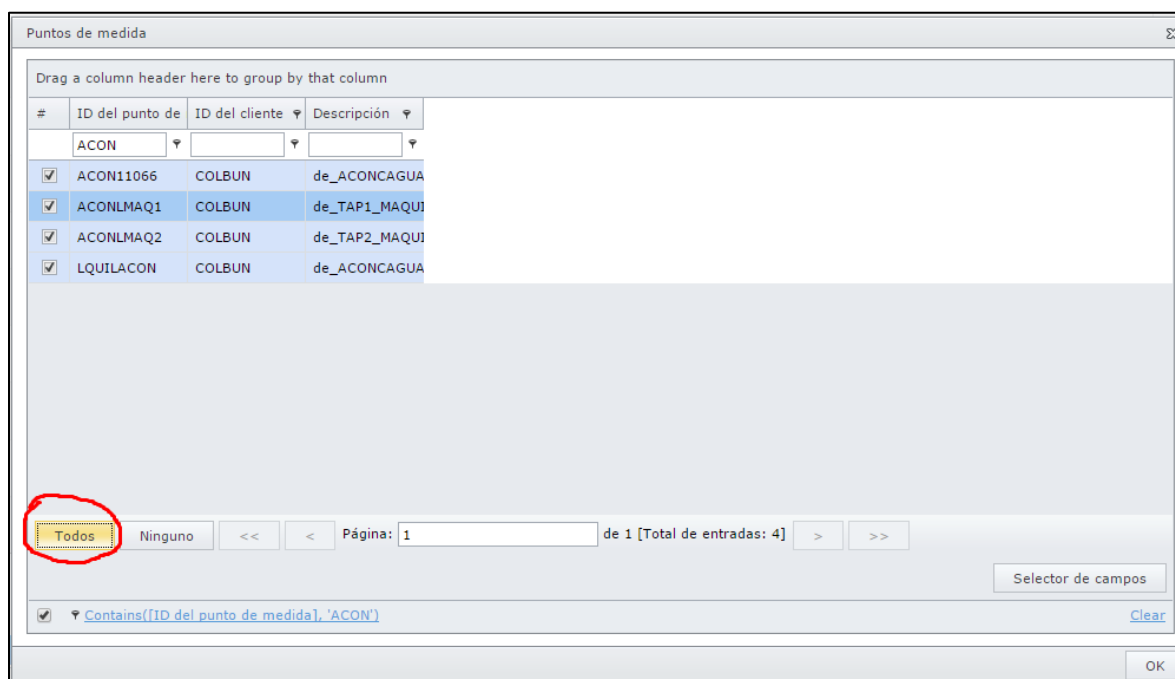 Puntos de medida
Drag a column header here to group by that column
# ID del punto de ID del cliente Descripción
ACON
ACON11066 COLBUN de_ACONCAGUA
ACONLMAQ1 COLBUN de_TAP1_MAQUI
ACONLMAQ2 COLBUN de_TAP2_MAQUI
LQUILACON COLBUN de_ACONCAGUA
Todos Ninguno << < Página: 1 de 1 [Total de entradas: 4] > >>
Selector de campos
Contains([ID del punto de medida], 'ACON') Clear
OK